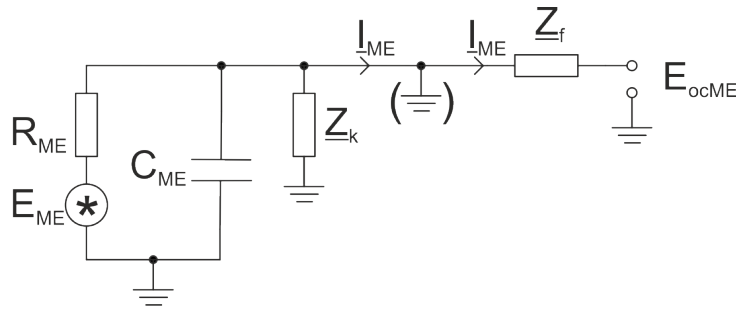 I_ME
I_ME
Z_f
( )
E_ocME
R_ME
Z_k
C_ME
E_ME
*